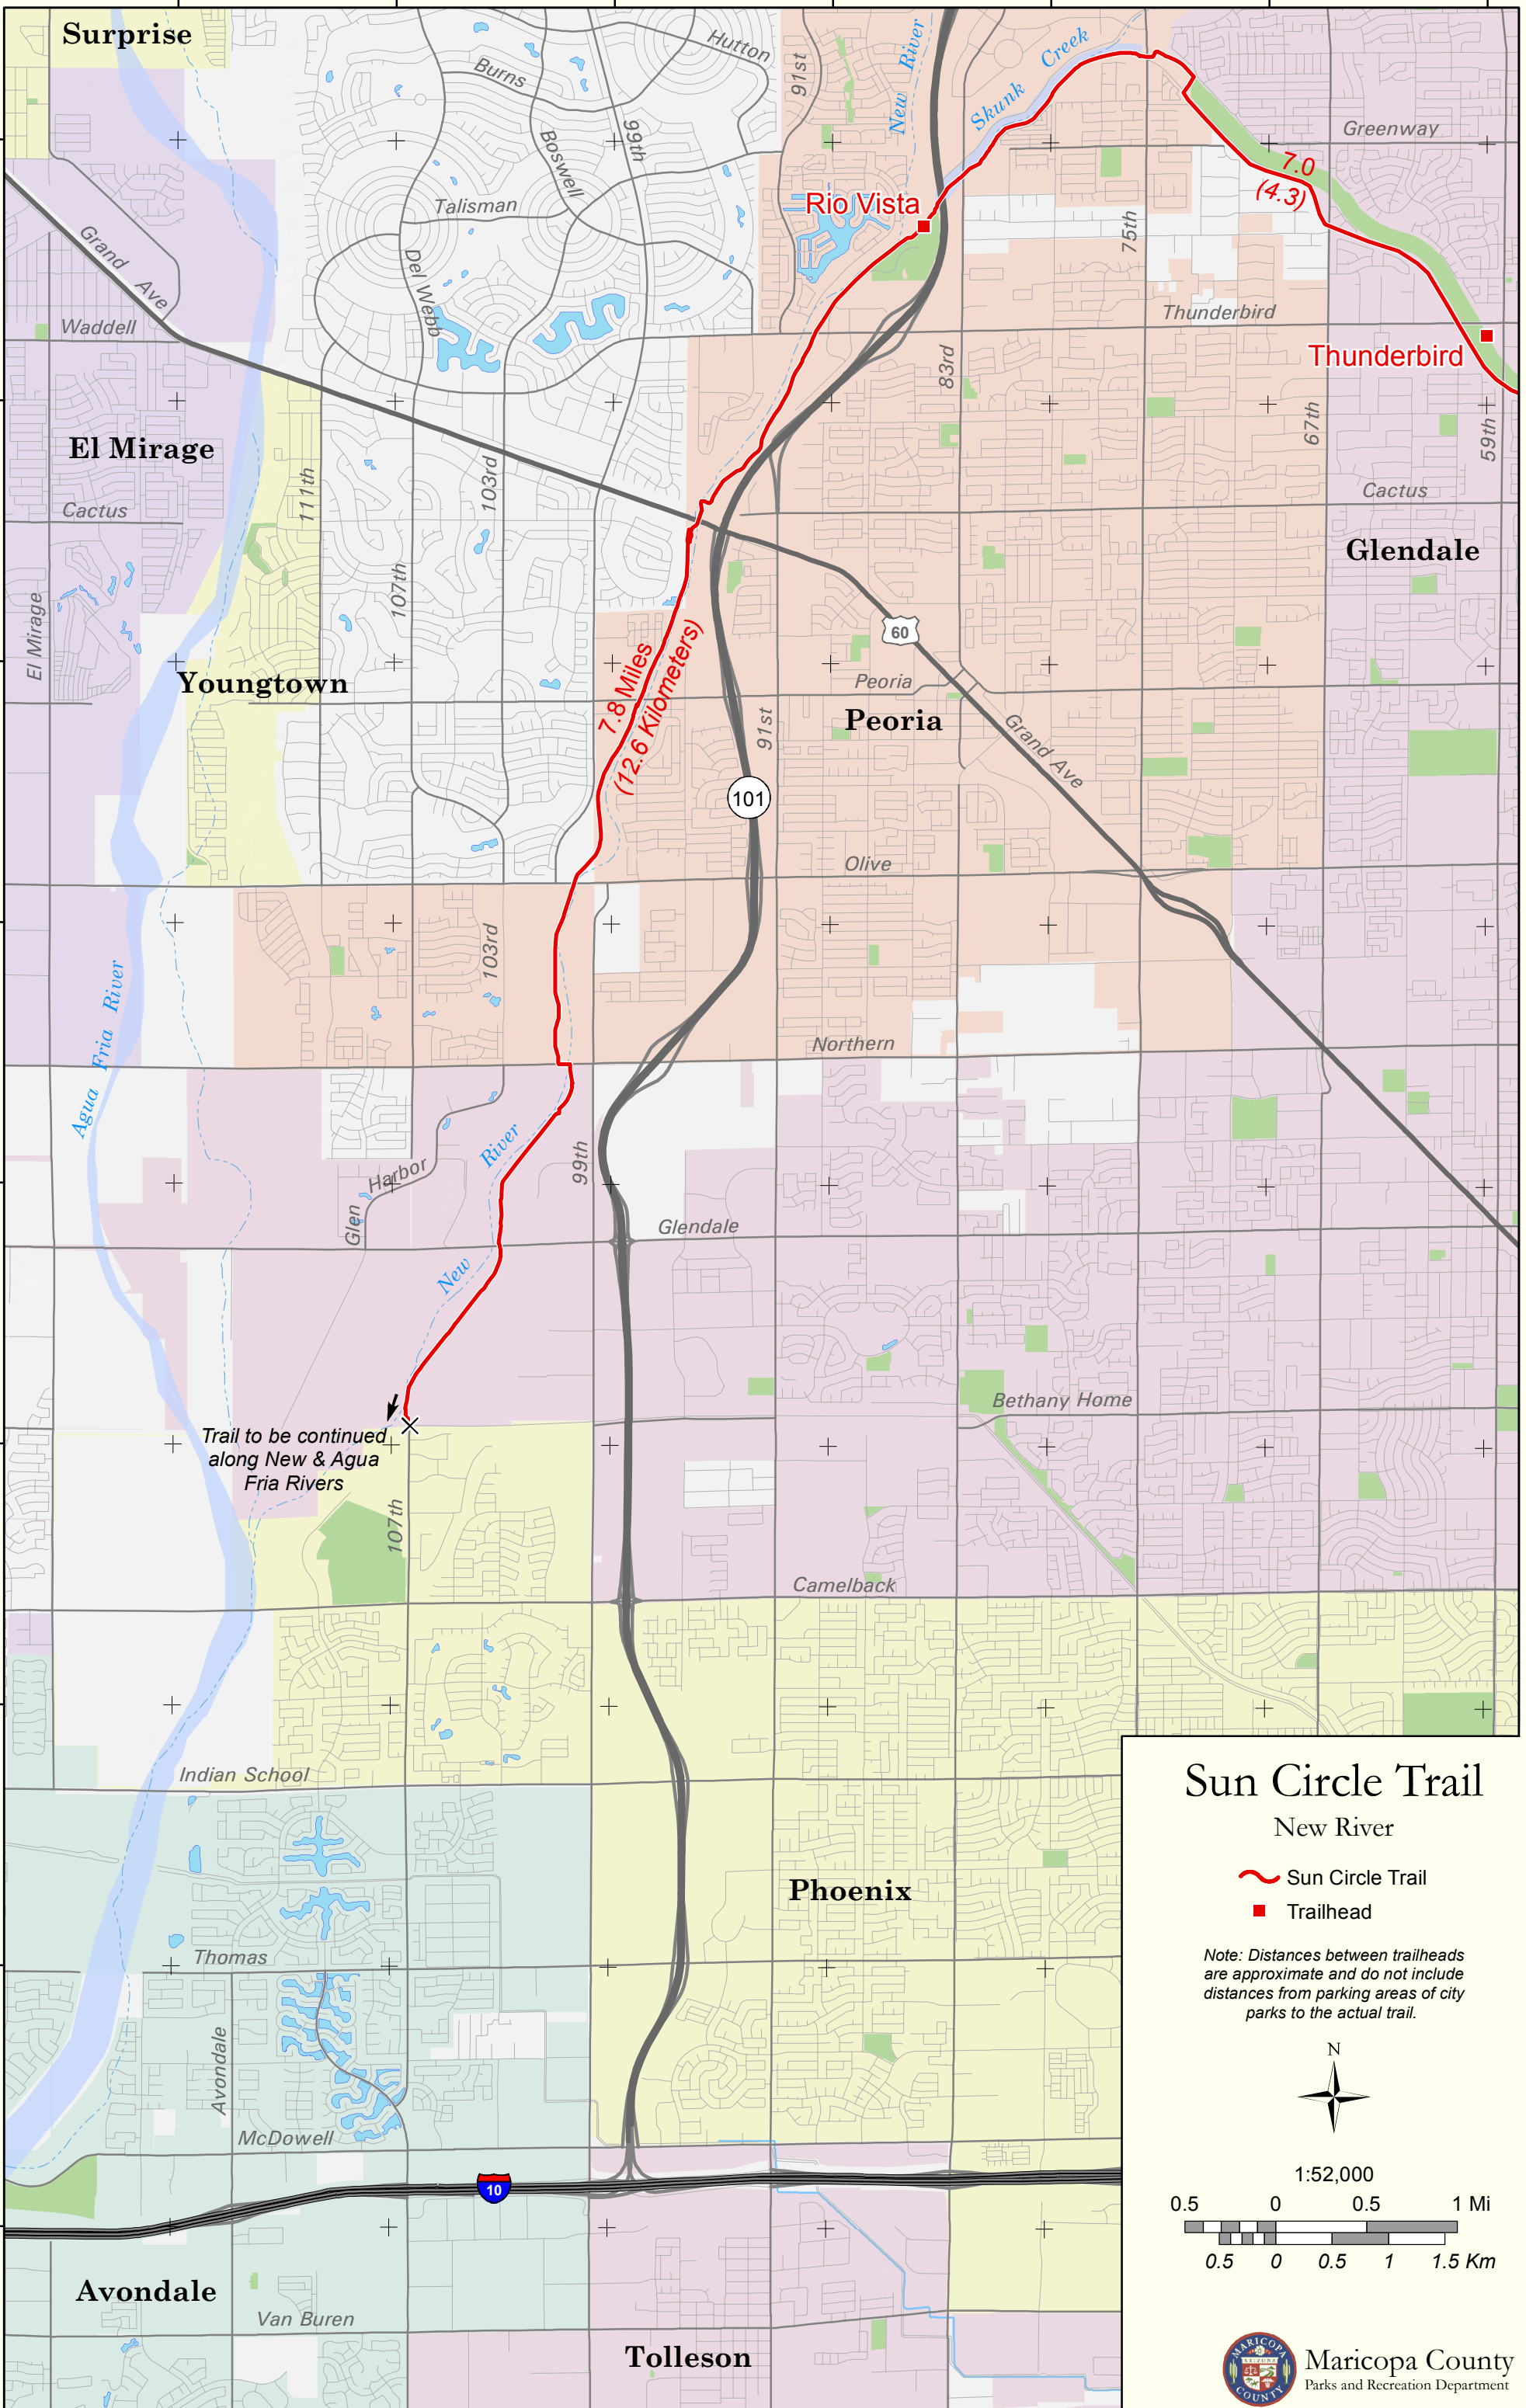 Surprise
Hutton
91st
New River
Skunk Creek
Burns
Boswell
99th
Greenway
7.0
(4.3)
Rio Vista
Talisman
75th
Grand Ave
Del Webb
Waddell
Thunderbird
Thunderbird
83rd
67th
59th
El Mirage
111th
103rd
Cactus
Cactus
Glendale
107th
El Mirage
60
7.8 Miles
(12.6 Kilometers)
Youngtown
Peoria
Peoria
91st
Grand Ave
101
Olive
103rd
Agua Fria River
Northern
New River
99th
Glen Harbor
Glendale
Bethany Home
Trail to be continued
along New & Agua
Fria Rivers
107th
Camelback
Indian School
Sun Circle Trail
New River
Sun Circle Trail
Trailhead
Phoenix
Thomas
Note: Distances between trailheads
are approximate and do not include
distances from parking areas of city
parks to the actual trail.
N
Avondale
McDowell
10
1:52,000
0.5 0 0.5 1 Mi
0.5 0 0.5 1 1.5 Km
Avondale
Van Buren
Tolleson
MARICOPA
ARIZONA
COUNTY
Maricopa County
Parks and Recreation Department